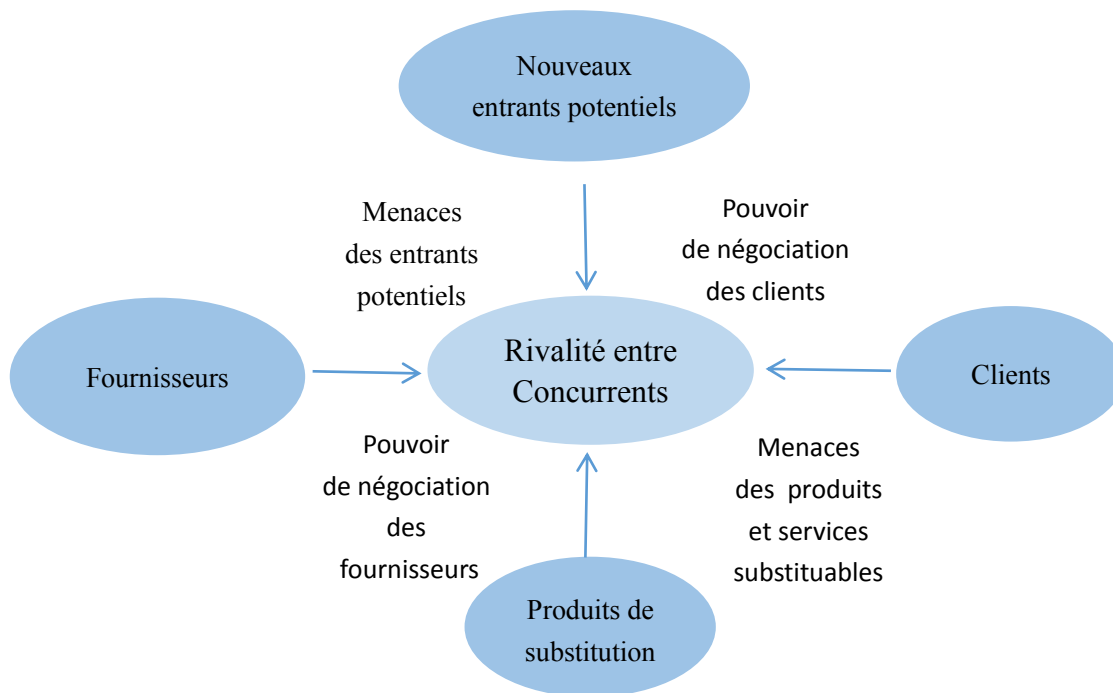 Nouveaux
entrants potentiels
Menaces
des entrants
potentiels
Pouvoir
de négociation
des clients
Fournisseurs
Rivalité entre
Concurrents
Clients
Pouvoir
de négociation
des
fournisseurs
Menaces
des produits
et services
substituables
Produits de
substitution